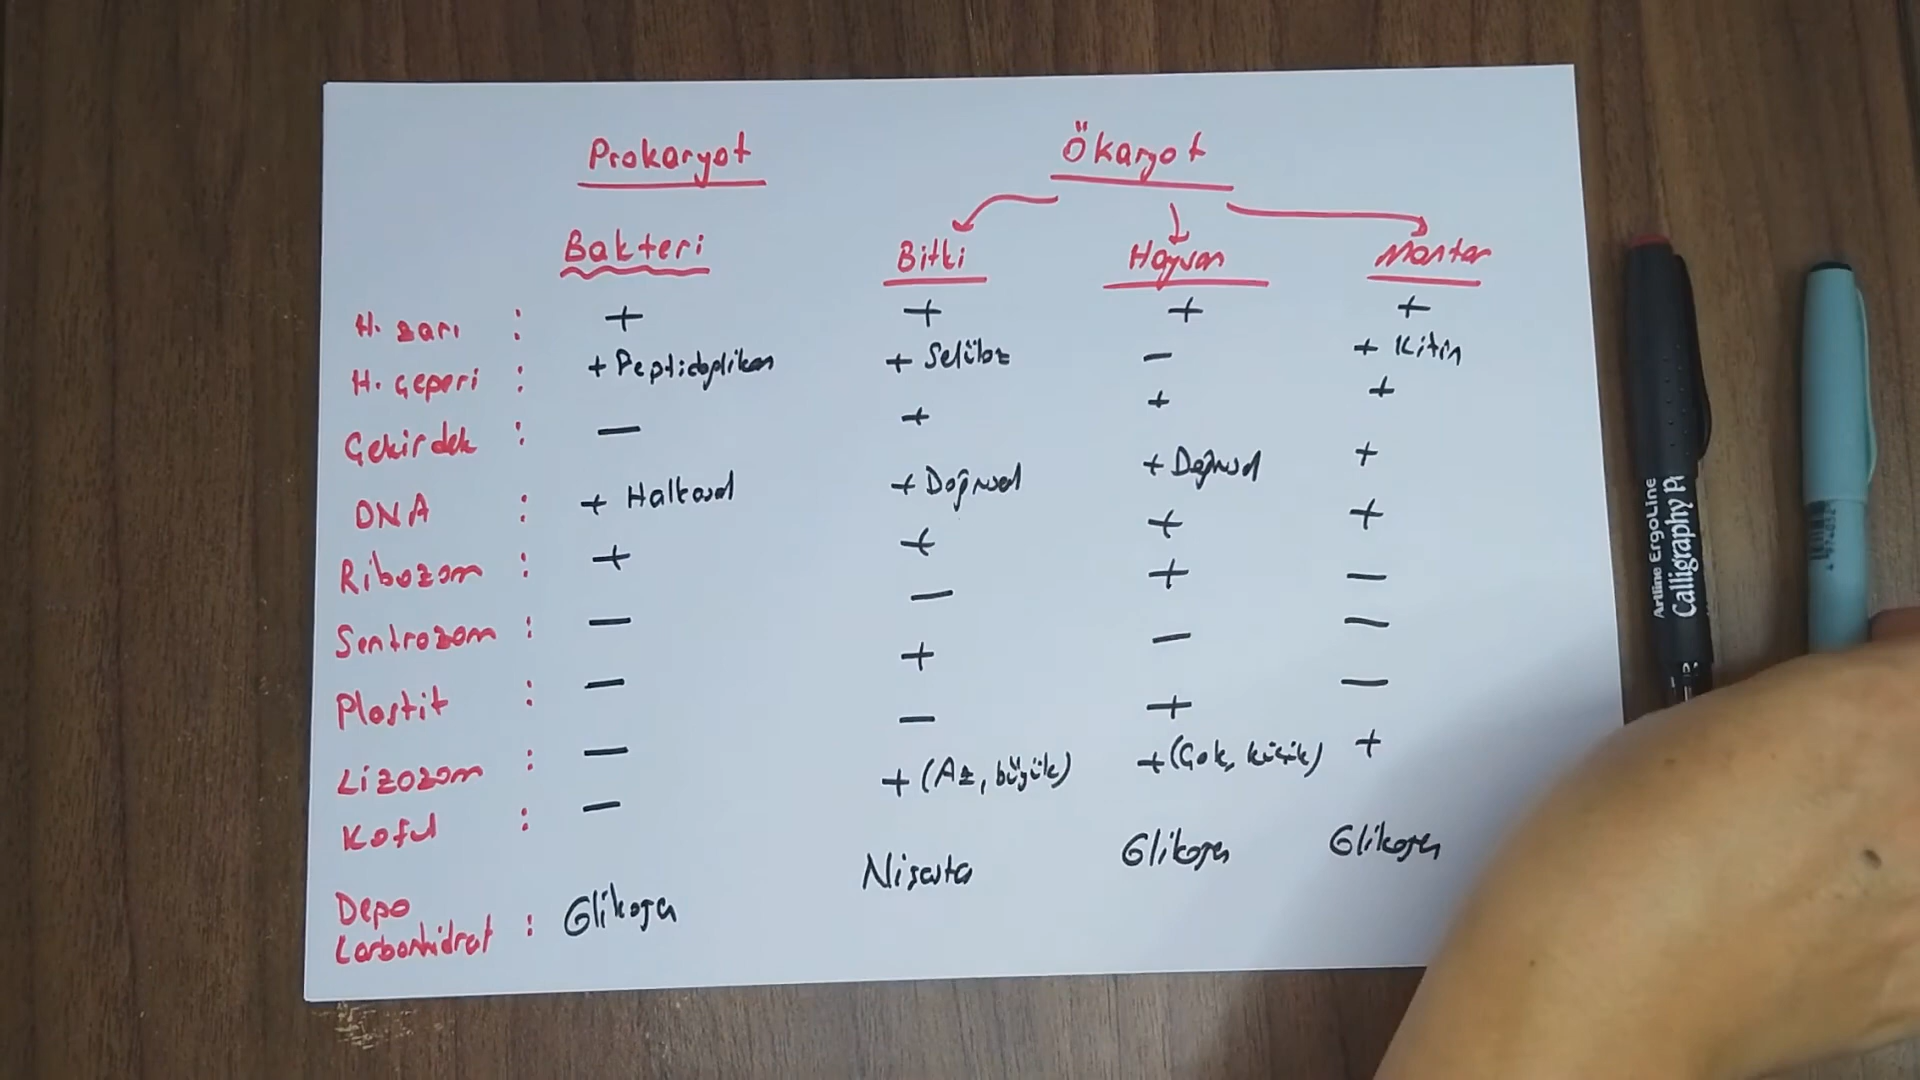 Prokaryot Ökaryot
Bakteri Bitki Hayvan Mantar
H. zarı : + + + +
H. çeperi : + Peptidoglikan + Selüloz - + Kitin
Çekirdek : - + + +
DNA : + Halkasal + Doğrusal + Doğrusal +
Ribozom : + + + +
Sentrozom : - - + -
Plastit : - + - -
Lizozom : - - + -
Koful : - + (Az, büyük) + (Çok, küçük) +
Depo
karbonhidrat : Glikojen Nişasta Glikojen Glikojen
Artline ErgoLine
Calligraphy Pen